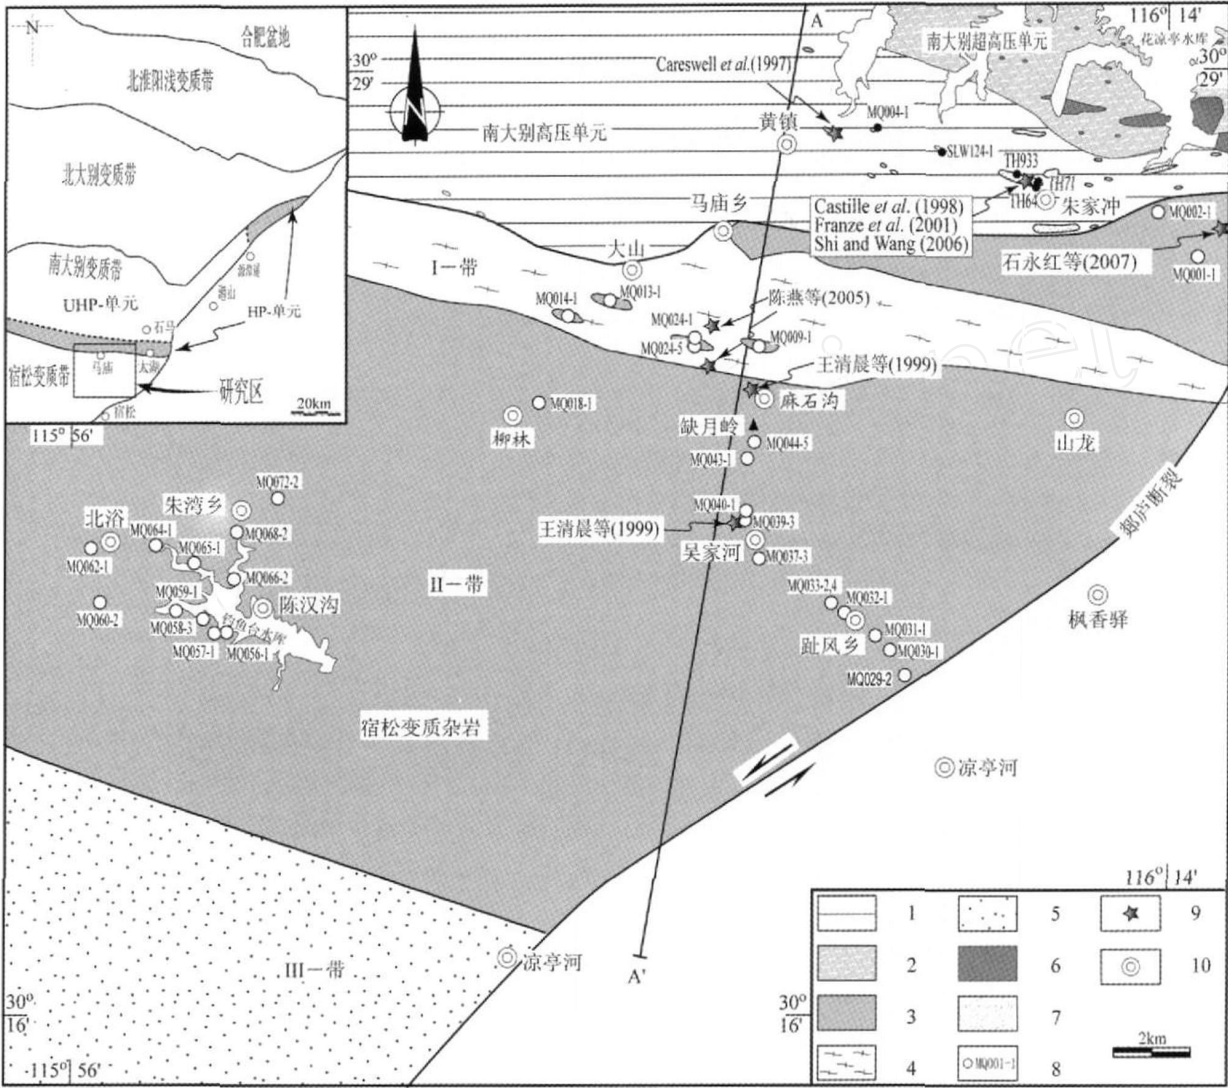 N
合肥盆地
北淮阳浅变质带
北大别变质带
南大别变质带
UHP-单元
HP-单元
潜山
石马
马庙
太湖
宿松变质带
研究区
宿松
20km
A
116° 14'
30°
29'
30°
29'
南大别超高压单元
花凉亭水库
Careswell et al.(1997)
南大别高压单元
黄镇
MQ004-1
SLW124-1
TH933
TH71
TH64
朱家冲
Castille et al. (1998)
Franze et al. (2001)
Shi and Wang (2006)
马庙乡
MQ002-1
石永红等(2007)
MQ001-1
大山
I一带
MQ014-1
MQ013-1
陈燕等(2005)
MQ024-1
MQ024-5
MQ009-1
王清晨等(1999)
麻石沟
MQ018-1
柳林
缺月岭
MQ044-5
MQ043-1
山龙
郯庐断裂
115° 56'
MQ072-2
朱湾乡
北浴
MQ064-1
MQ068-2
MQ065-1
MQ062-1
MQ066-2
MQ059-1
MQ060-2
MQ058-3
陈汉沟
钓鱼台水库
MQ057-1
MQ056-1
II一带
MQ040-1
MQ039-3
王清晨等(1999)
吴家河
MQ037-3
MQ033-2,4
MQ032-1
趾风乡
MQ031-1
MQ030-1
MQ029-2
枫香驿
宿松变质杂岩
凉亭河
III一带
凉亭河
A'
116° 14'
30°
16'
30°
16'
115° 56'
1
2
3
4
5
6
7
MQ001-1
8
9
10
2km